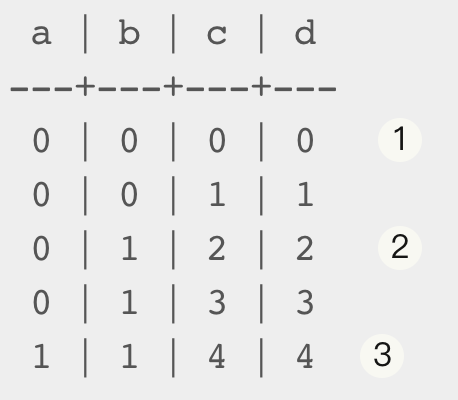 a | b | c | d
---+---+---+---
0 | 0 | 0 | 0 1
0 | 0 | 1 | 1
0 | 1 | 2 | 2 2
0 | 1 | 3 | 3
1 | 1 | 4 | 4 3